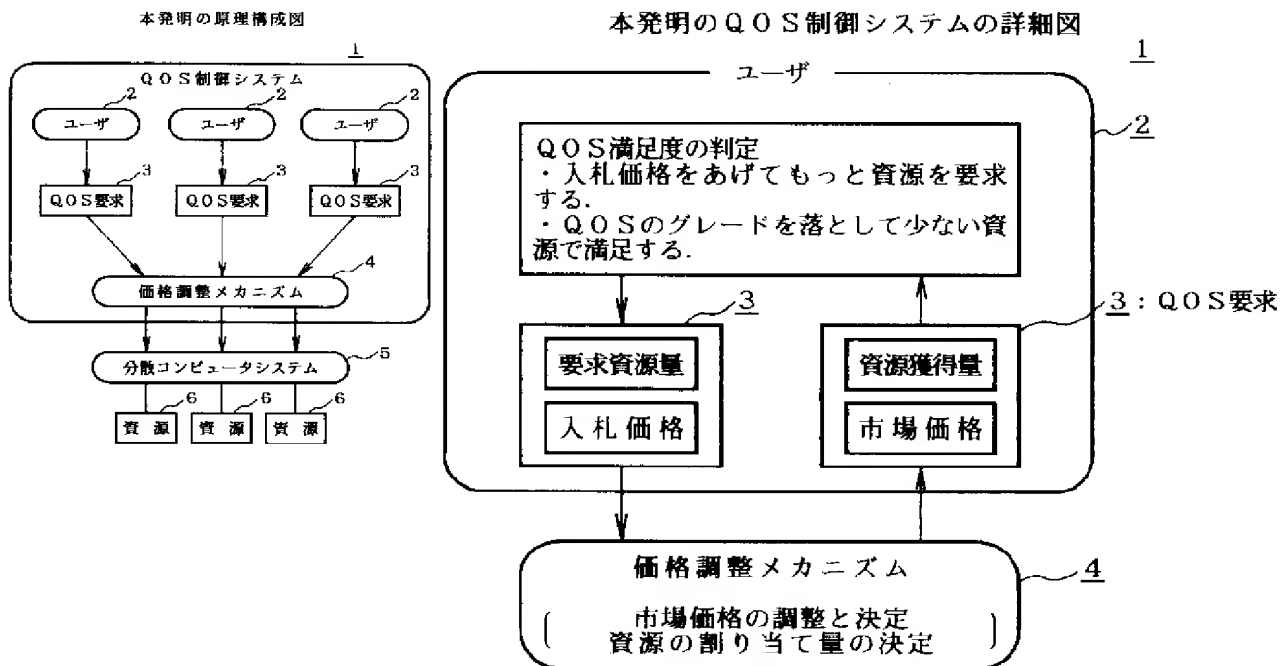 本発明の原理構成図
1
QOS制御システム
2 2 2
ユーザ ユーザ ユーザ
3 3 3
QOS要求 QOS要求 QOS要求
4
価格調整メカニズム
5
分散コンピュータシステム
6 6 6
資源 資源 資源
本発明のQOS制御システムの詳細図
1
ユーザ
2
QOS満足度の判定
・入札価格をあげてもっと資源を要求
する.
・QOSのグレードを落として少ない資
源で満足する.
3
3:QOS要求
要求資源量 資源獲得量
入札価格 市場価格
価格調整メカニズム
4
市場価格の調整と決定
資源の割り当て量の決定